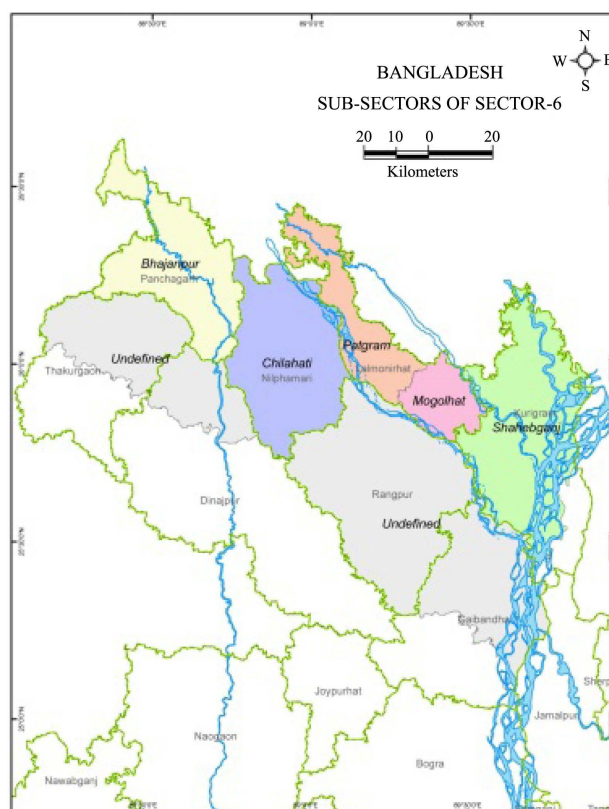 N
W E
S
BANGLADESH
SUB-SECTORS OF SECTOR-6
20 10 0 20
Kilometers
Bhajanpur
Panchagarh
Undefined
Thakurgaon
Chilahati
Nilphamari
Patgram
Lalmonirhat
Mogolhat
Kurigram
Shahebganj
Dinajpur
Rangpur
Undefined
Gaibandha
Joypurhat
Sherp
Jamalpur
Naogaon
Bogra
Nawabganj